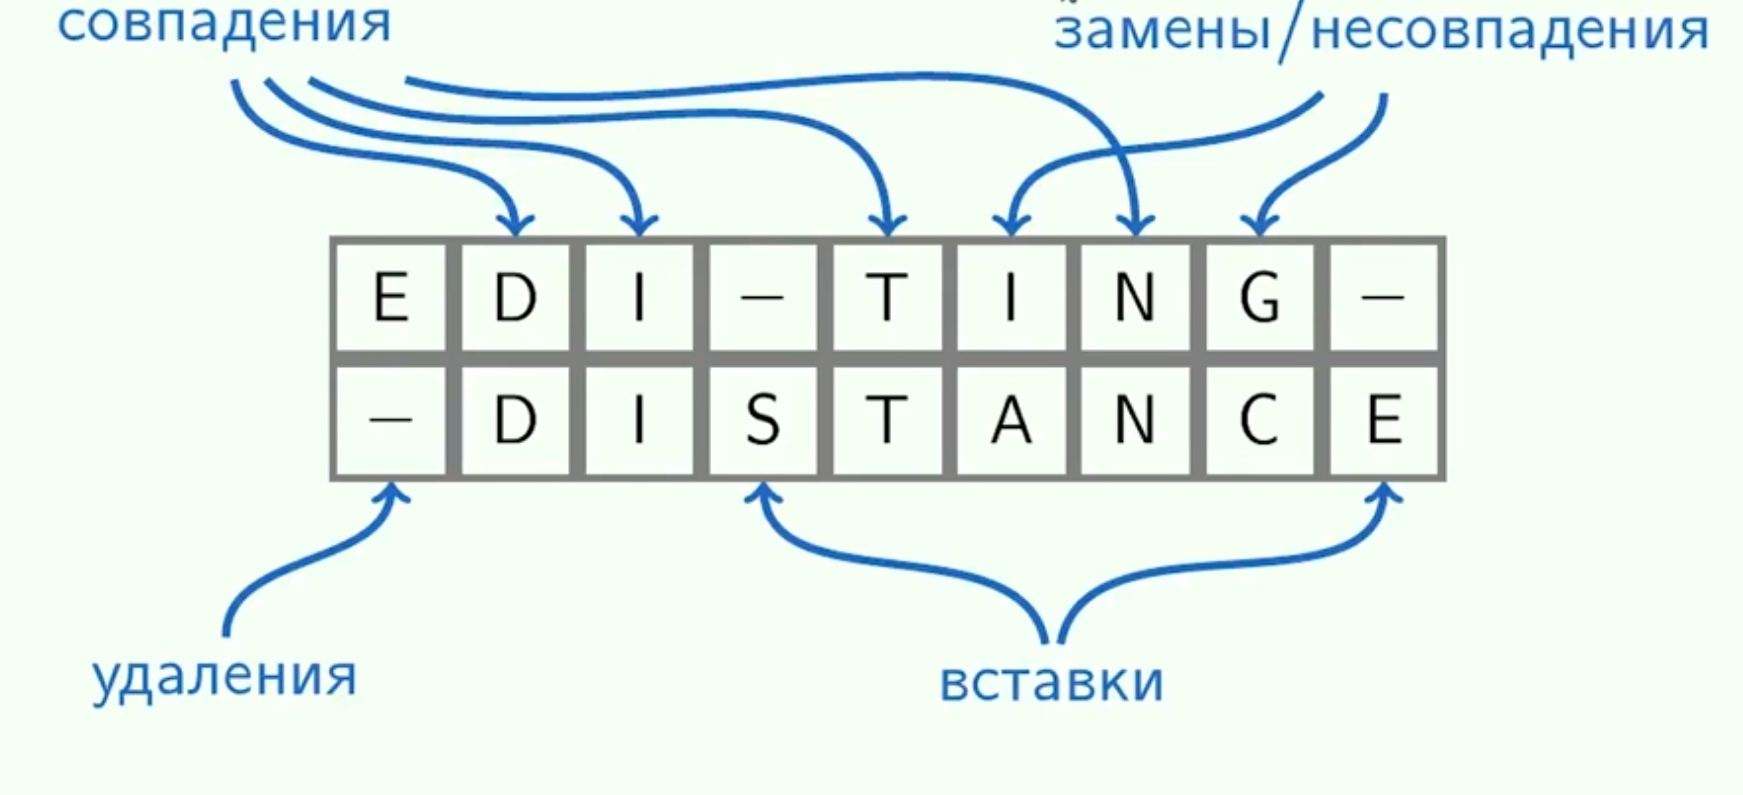 совпадения замены/несовпадения
E D I – T I N G –
– D I S T A N C E
удаления вставки